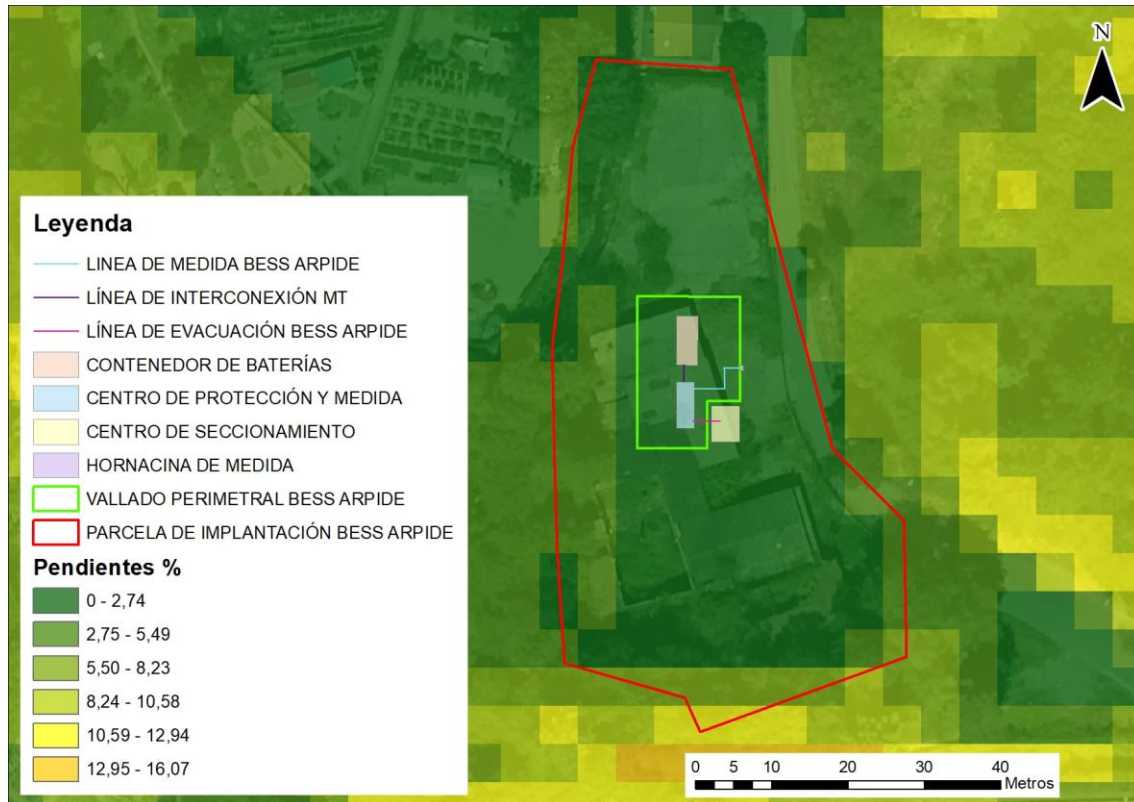 N
Leyenda
LINEA DE MEDIDA BESS ARPIDE
LÍNEA DE INTERCONEXIÓN MT
LÍNEA DE EVACUACIÓN BESS ARPIDE
CONTENEDOR DE BATERÍAS
CENTRO DE PROTECCIÓN Y MEDIDA
CENTRO DE SECCIONAMIENTO
HORNACINA DE MEDIDA
VALLADO PERIMETRAL BESS ARPIDE
PARCELA DE IMPLANTACIÓN BESS ARPIDE
Pendientes %
0 - 2,74
2,75 - 5,49
5,50 - 8,23
8,24 - 10,58
10,59 - 12,94
12,95 - 16,07
0 5 10 20 30 40
Metros